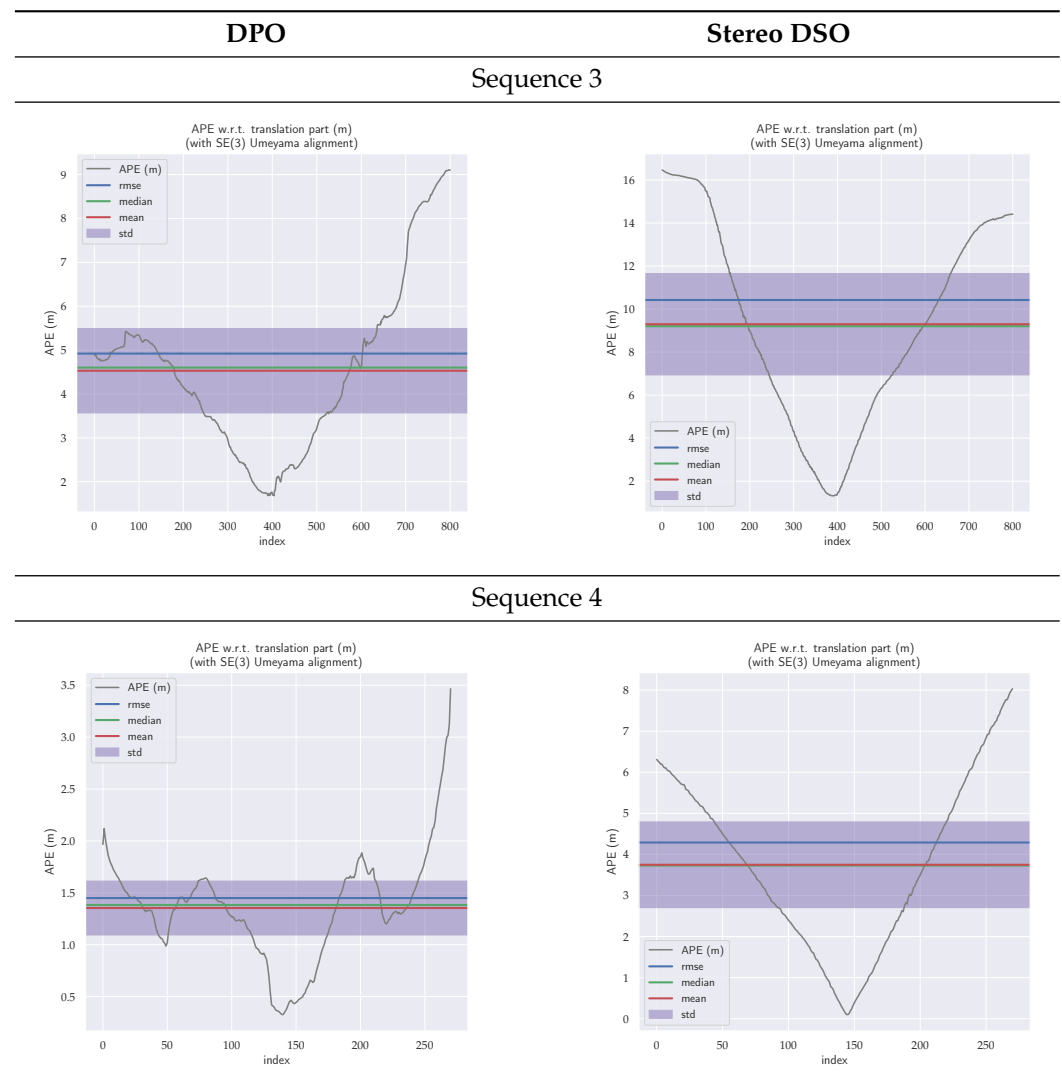 DPO Stereo DSO
Sequence 3
APE w.r.t. translation part (m)
(with SE(3) Umeyama alignment)
APE (m)
rmse
median
mean
std
APE (m)
9
8
7
6
5
4
3
2
0 100 200 300 400 500 600 700 800
index
APE w.r.t. translation part (m)
(with SE(3) Umeyama alignment)
APE (m)
16
14
12
10
8
6
4
2
APE (m)
rmse
median
mean
std
0 100 200 300 400 500 600 700 800
index
Sequence 4
APE w.r.t. translation part (m)
(with SE(3) Umeyama alignment)
APE (m)
rmse
median
mean
std
APE (m)
3.5
3.0
2.5
2.0
1.5
1.0
0.5
0 50 100 150 200 250
index
APE w.r.t. translation part (m)
(with SE(3) Umeyama alignment)
APE (m)
8
7
6
5
4
3
2
1
0
APE (m)
rmse
median
mean
std
0 50 100 150 200 250
index